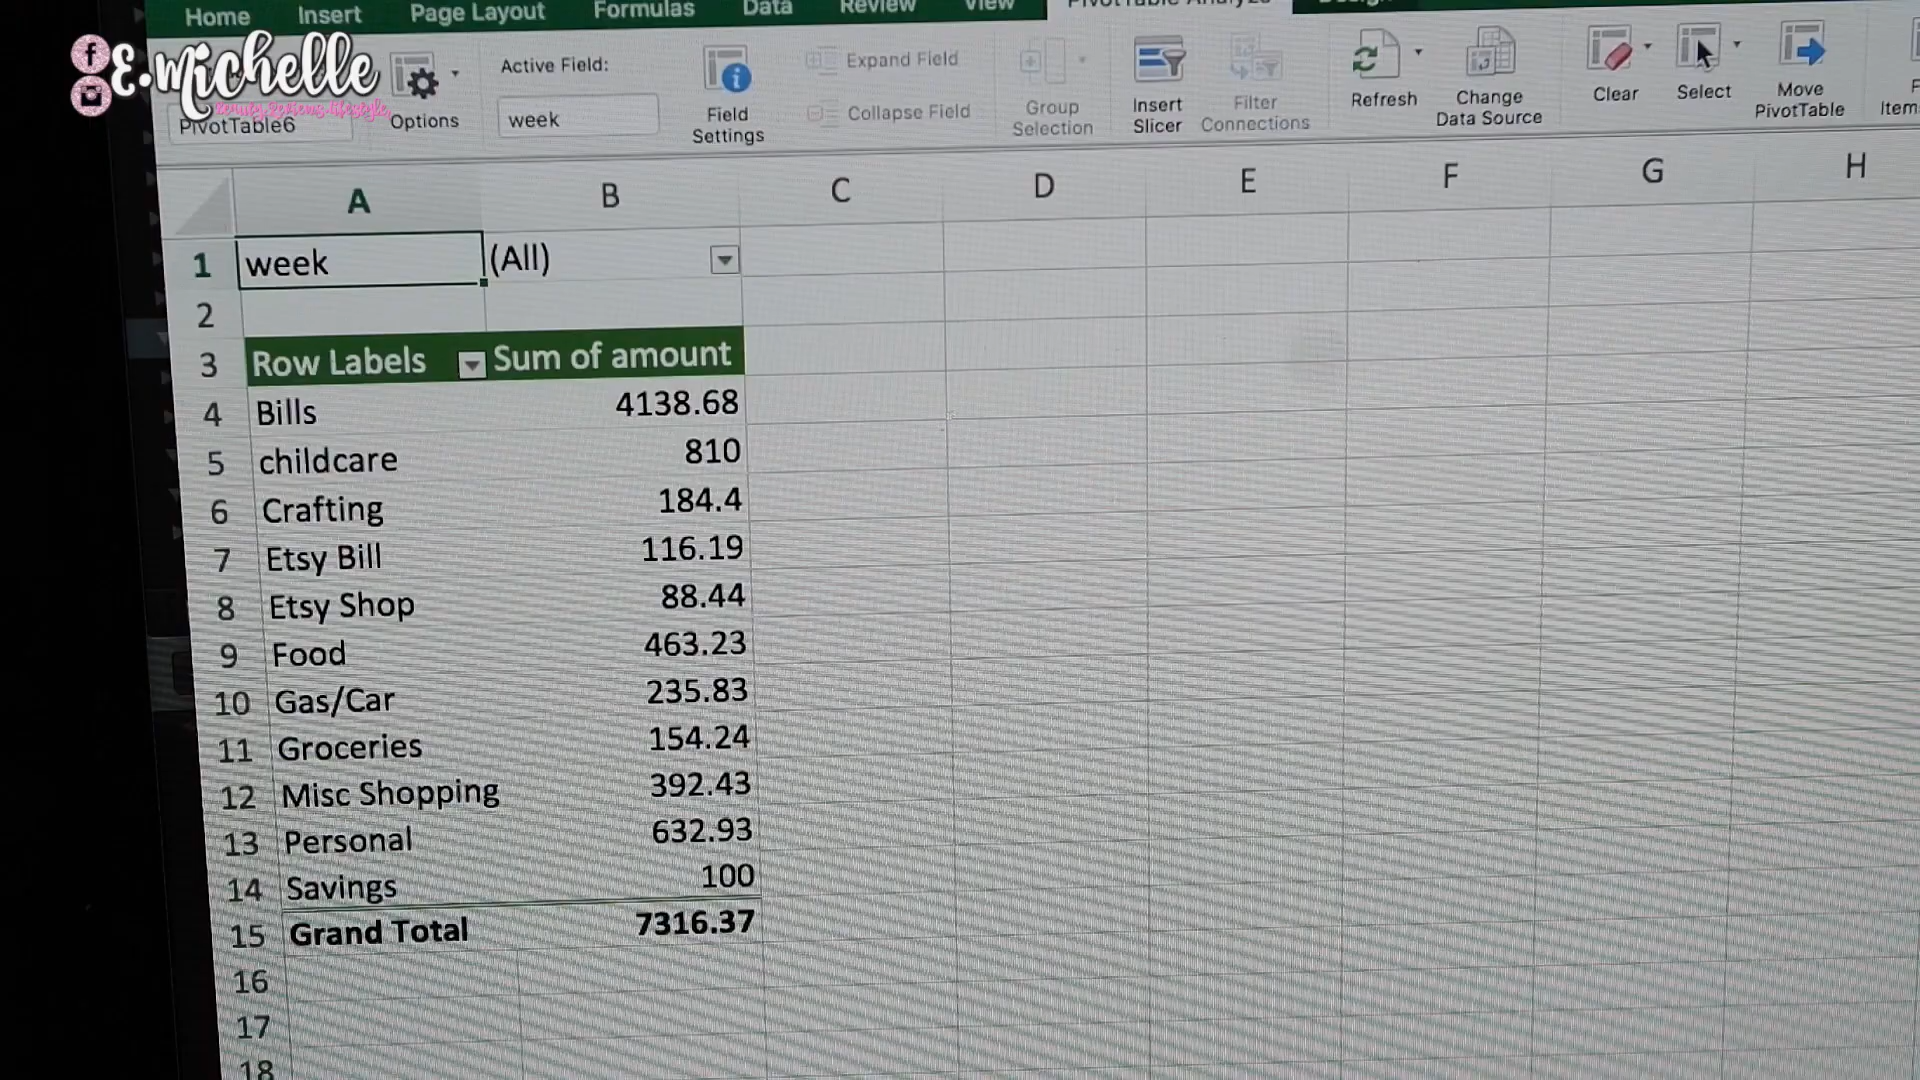 Home Insert Page Layout Formulas Data Review View PivotTable Analyze Design
E.michelle
beauty.reviews.lifestyle
PivotTable6
Options
Active Field:
week
Field
Settings
Expand Field
Collapse Field
Group
Selection
Insert
Slicer
Filter
Connections
Refresh
Change
Data Source
Clear
Select
Move
PivotTable
A B C D E F G H
1 week (All)
2
3 Row Labels Sum of amount
4 Bills 4138.68
5 childcare 810
6 Crafting 184.4
7 Etsy Bill 116.19
8 Etsy Shop 88.44
9 Food 463.23
10 Gas/Car 235.83
11 Groceries 154.24
12 Misc Shopping 392.43
13 Personal 632.93
14 Savings 100
15 Grand Total 7316.37
16
17
18